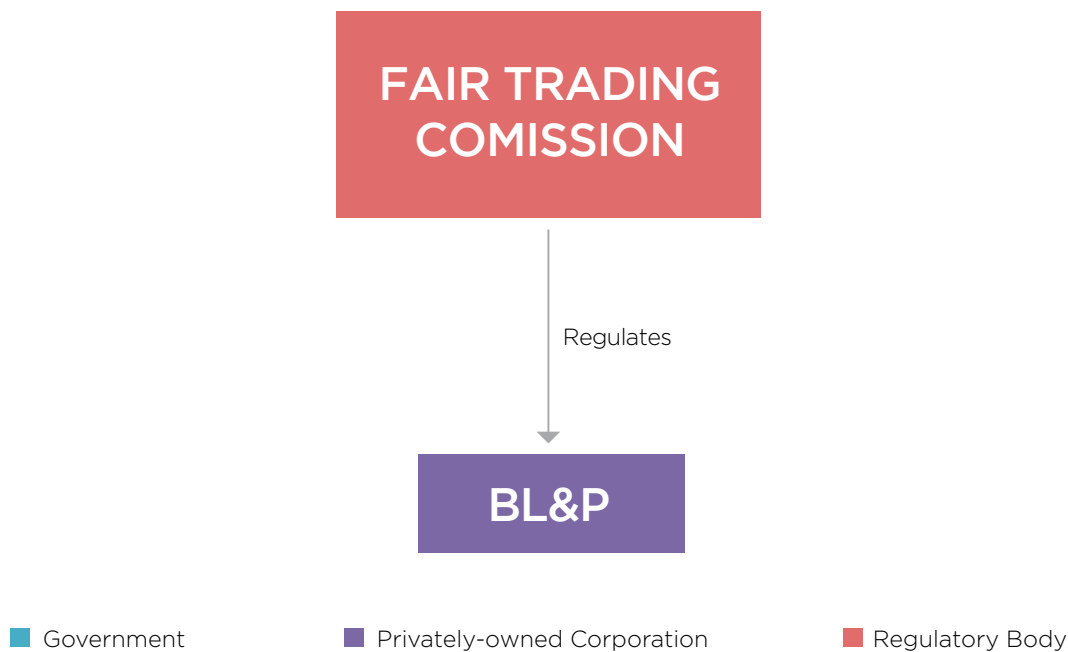 FAIR TRADING
COMISSION
Regulates
BL&P
Government
Privately-owned Corporation
Regulatory Body